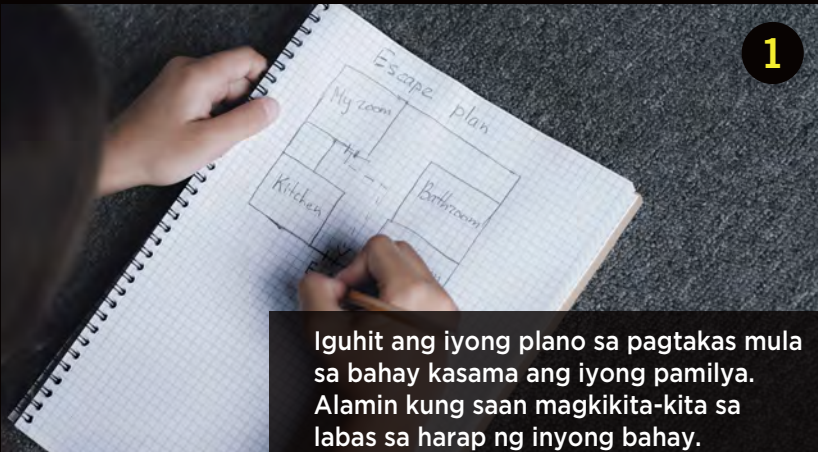 1
Escape plan
My room
Kitchen
Bathroom
Iguhit ang iyong plano sa pagtakas mula
sa bahay kasama ang iyong pamilya.
Alamin kung saan magkikita-kita sa
labas sa harap ng inyong bahay.